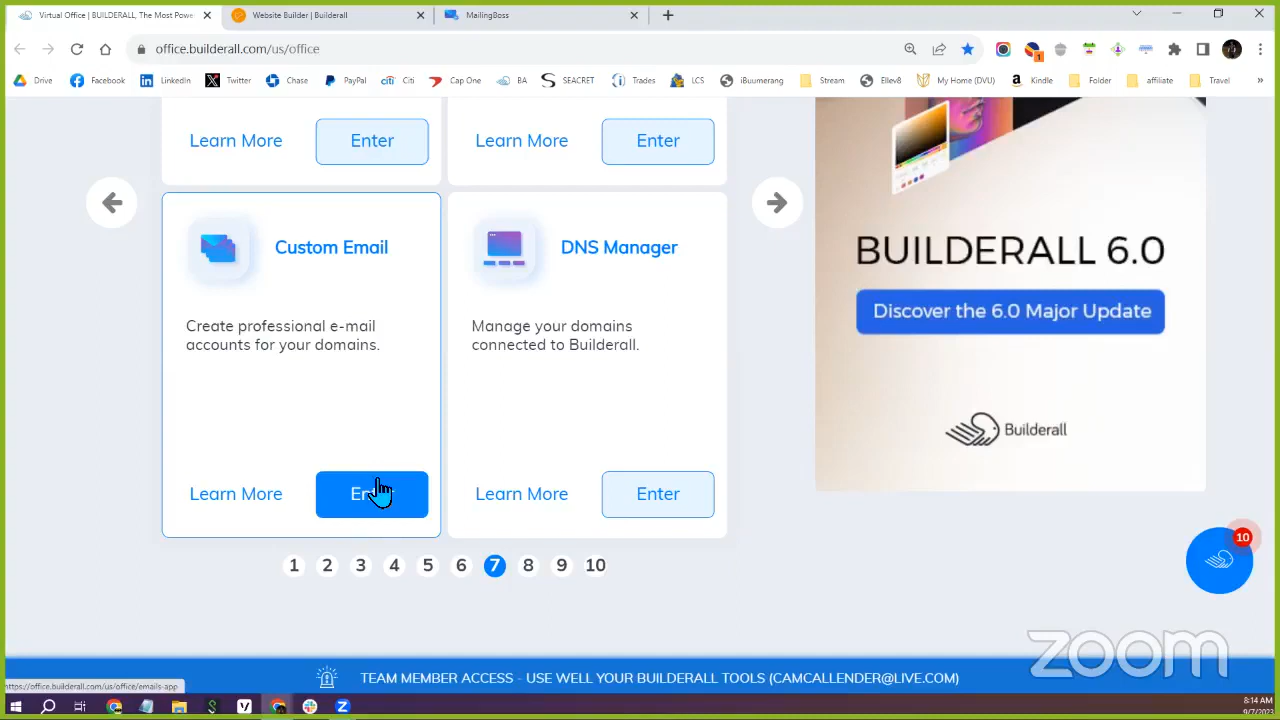 Virtual Office | BUILDERALL, The Most Powe
Website Builder | Builderall
MailingBoss
office.builderall.com/us/office
Drive
Facebook
LinkedIn
Twitter
Chase
PayPal
citi Citi
Cap One
BA
SEACRET
Trades
LCS
iBuumerang
Stream
Ellev8
My Home (DVU)
Kindle
Folder
affiliate
Travel
»
Learn More
Enter
Learn More
Enter
Custom Email
Create professional e-mail
accounts for your domains.
Learn More
DNS Manager
Manage your domains
connected to Builderall.
Learn More
Enter
1 2 3 4 5 6 7 8 9 10
BUILDERALL 6.0
Discover the 6.0 Major Update
Builderall
10
zoom
TEAM MEMBER ACCESS - USE WELL YOUR BUILDERALL TOOLS (CAMCALLENDER@LIVE.COM)
https://office.builderall.com/us/office/emails-app
8:14 AM
9/7/2023